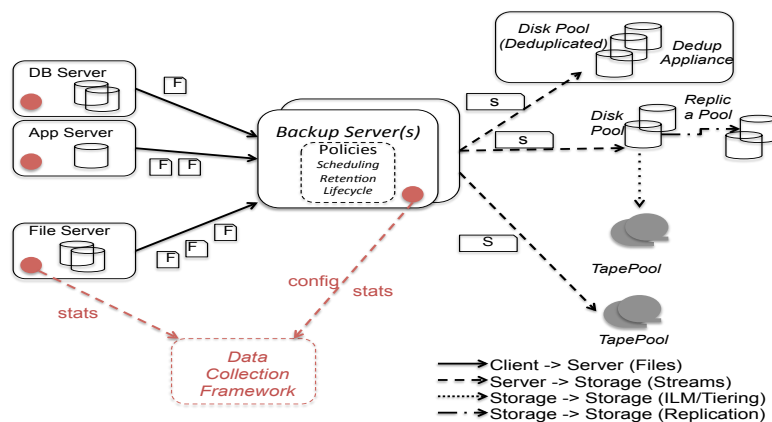 DB Server
F
App Server
F F
File Server
F
F
F
stats
Backup Server(s)
Policies
Scheduling
Retention
Lifecycle
config
stats
Data
Collection
Framework
Disk Pool
(Deduplicated)
Dedup
Appliance
s
s
S
Disk
Pool
Replic
a Pool
TapePool
TapePool
Client -> Server (Files)
Server -> Storage (Streams)
Storage -> Storage (ILM/Tiering)
Storage -> Storage (Replication)